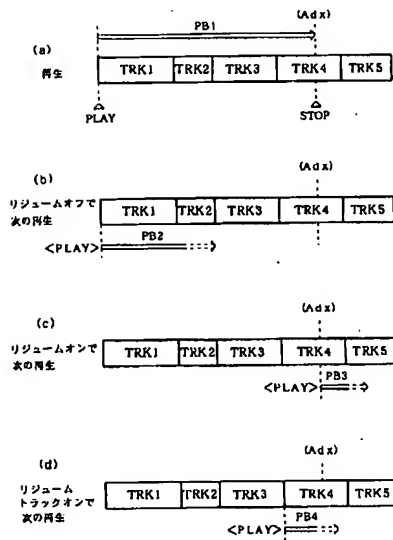 (Adx)
PB1
(a)
再生
TRK1 TRK2 TRK3 TRK4 TRK5
PLAY STOP
(b)
(Adx)
リジュームオフで
次の再生
TRK1 TRK2 TRK3 TRK4 TRK5
<PLAY> PB2
(c)
(Adx)
リジュームオンで
次の再生
TRK1 TRK2 TRK3 TRK4 TRK5
<PLAY> PB3
(d)
(Adx)
リジューム
トラックオンで
次の再生
TRK1 TRK2 TRK3 TRK4 TRK5
<PLAY> PB4